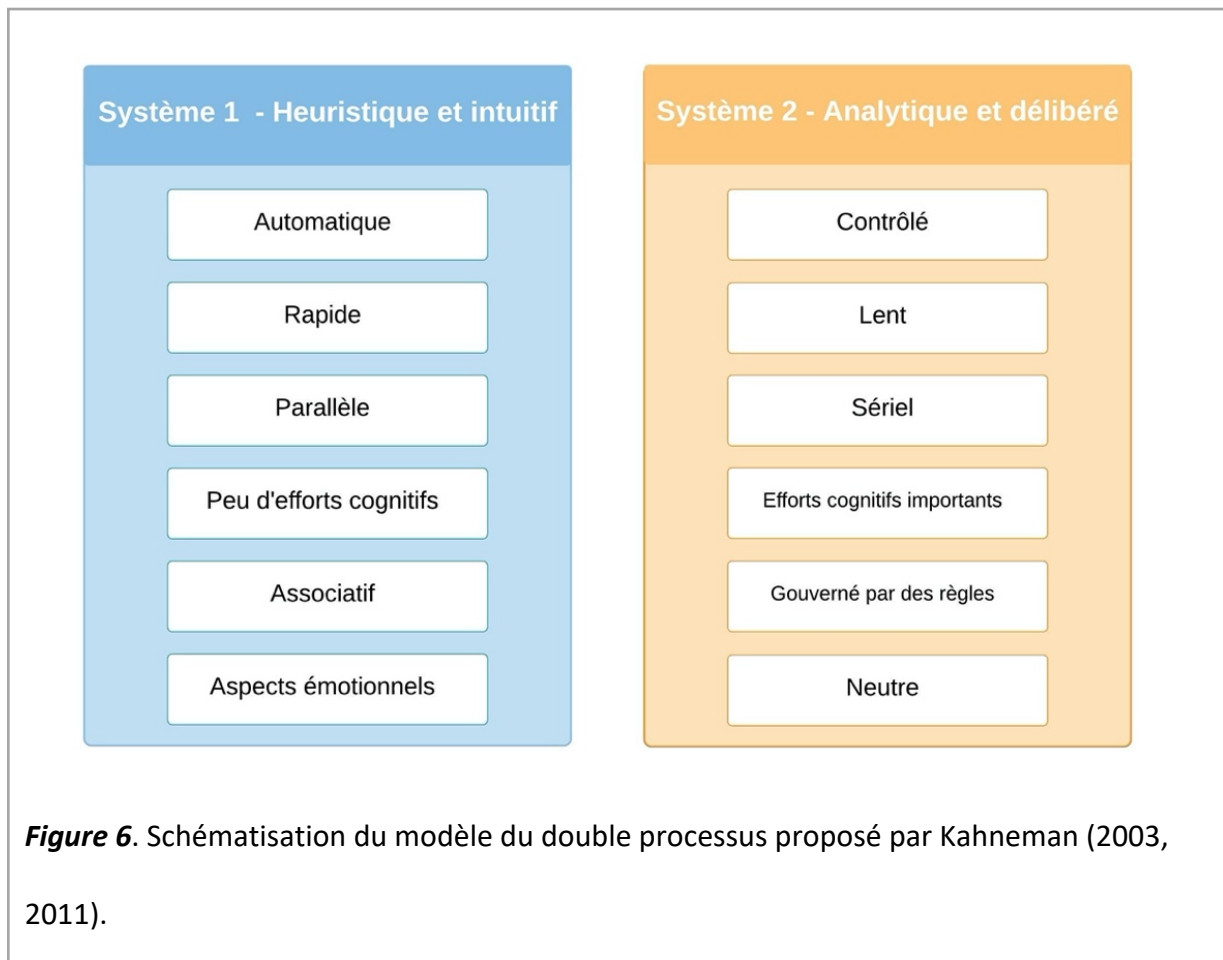 Système 1  - Heuristique et intuitif
Automatique
Rapide
Parallèle
Peu d'efforts cognitifs
Associatif
Aspects émotionnels
Système 2 - Analytique et délibéré
Contrôlé
Lent
Sériel
Efforts cognitifs importants
Gouverné par des règles
Neutre
Figure 6. Schématisation du modèle du double processus proposé par Kahneman (2003,
2011).